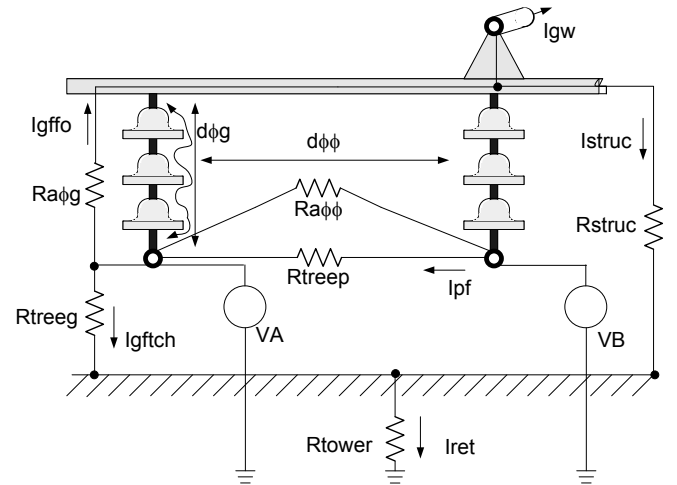 Igw
Igffo
dϕg
dϕϕ
Istruc
Raϕg
Raϕϕ
Rstruc
Rtreep
Ipf
Rtreeg
Igftch
VA
VB
Rtower
Iret